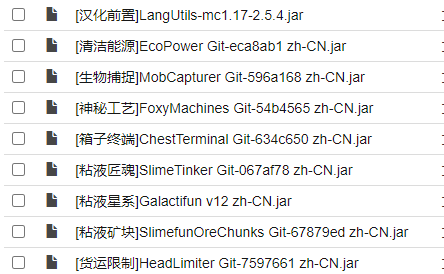 [汉化前置]LangUtils-mc1.17-2.5.4.jar
[清洁能源]EcoPower Git-eca8ab1 zh-CN.jar
[生物捕捉]MobCapturer Git-596a168 zh-CN.jar
[神秘工艺]FoxyMachines Git-54b4565 zh-CN.jar
[箱子终端]ChestTerminal Git-634c650 zh-CN.jar
[粘液匠魂]SlimeTinker Git-067af78 zh-CN.jar
[粘液星系]Galactifun v12 zh-CN.jar
[粘液矿块]SlimefunOreChunks Git-67879ed zh-CN.jar
[货运限制]HeadLimiter Git-7597661 zh-CN.jar